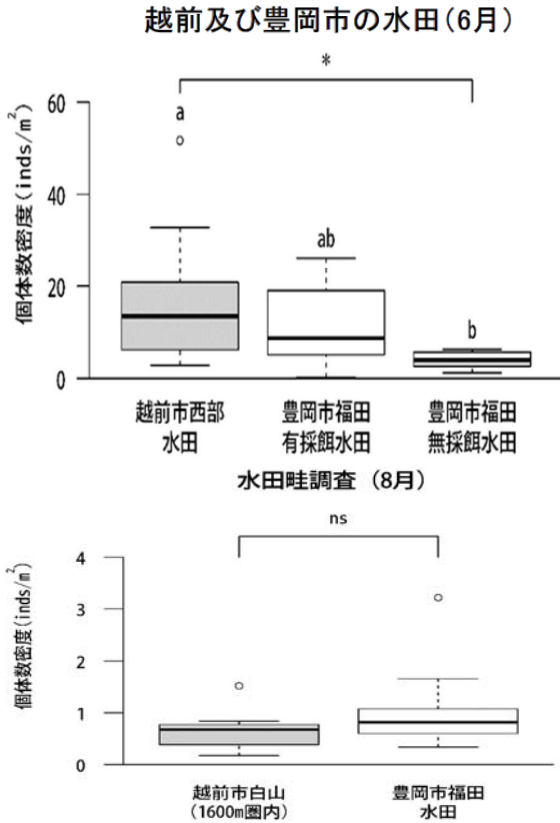 越前及び豊岡市の水田(6月)
*
60
a
40
ab
20
b
0
個体数密度(inds/m²)
越前市西部
水田
豊岡市福田
有採餌水田
豊岡市福田
無採餌水田
水田畦調査 (8月)
ns
4
3
2
1
0
個体数密度(inds/m²)
越前市白山
(1600m圏内)
豊岡市福田
水田